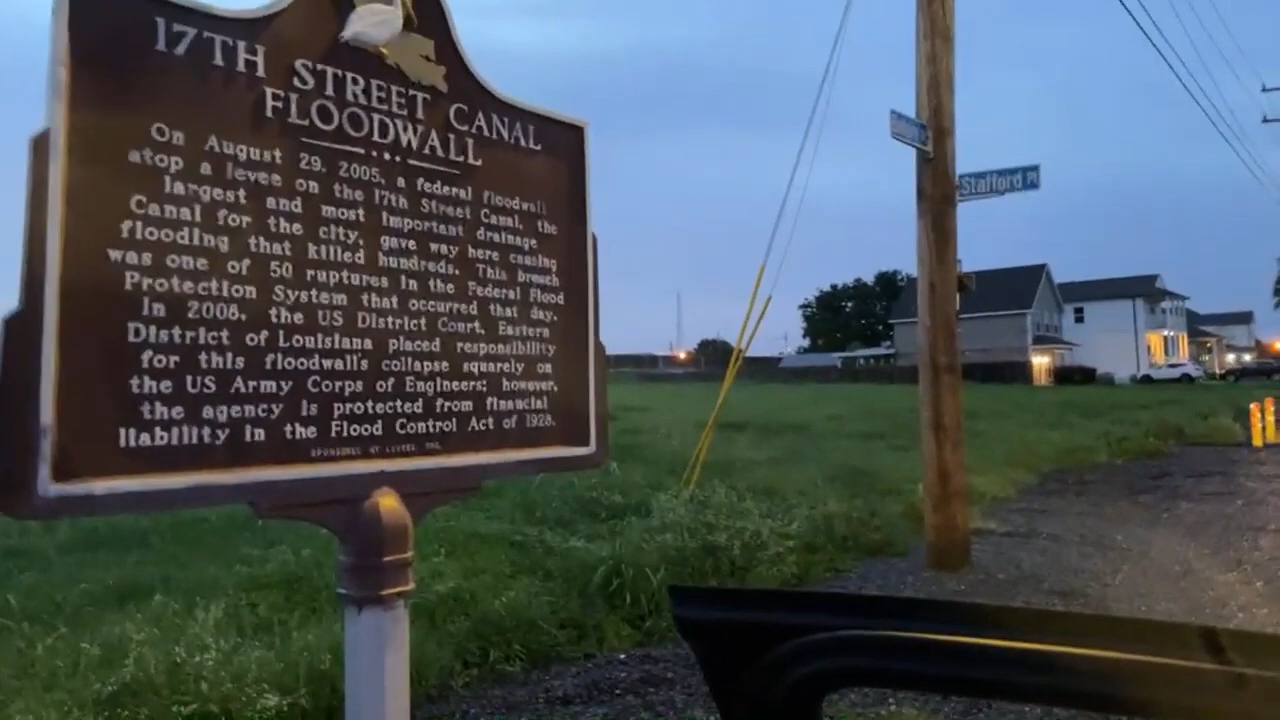 17TH STREET CANAL
FLOODWALL
On August 29, 2005, a federal floodwall
atop a levee on the 17th Street Canal, the
largest and most important drainage
Canal for the city, gave way here causing
flooding that killed hundreds. This breach
was one of 50 ruptures in the Federal Flood
Protection System that occurred that day.
In 2008, the US District Court, Eastern
District of Louisiana placed responsibility
for this floodwall's collapse squarely on
the US Army Corps of Engineers; however,
the agency is protected from financial
liability in the Flood Control Act of 1928.
SPONSORED BY LEVEES.ORG
Stafford Pl